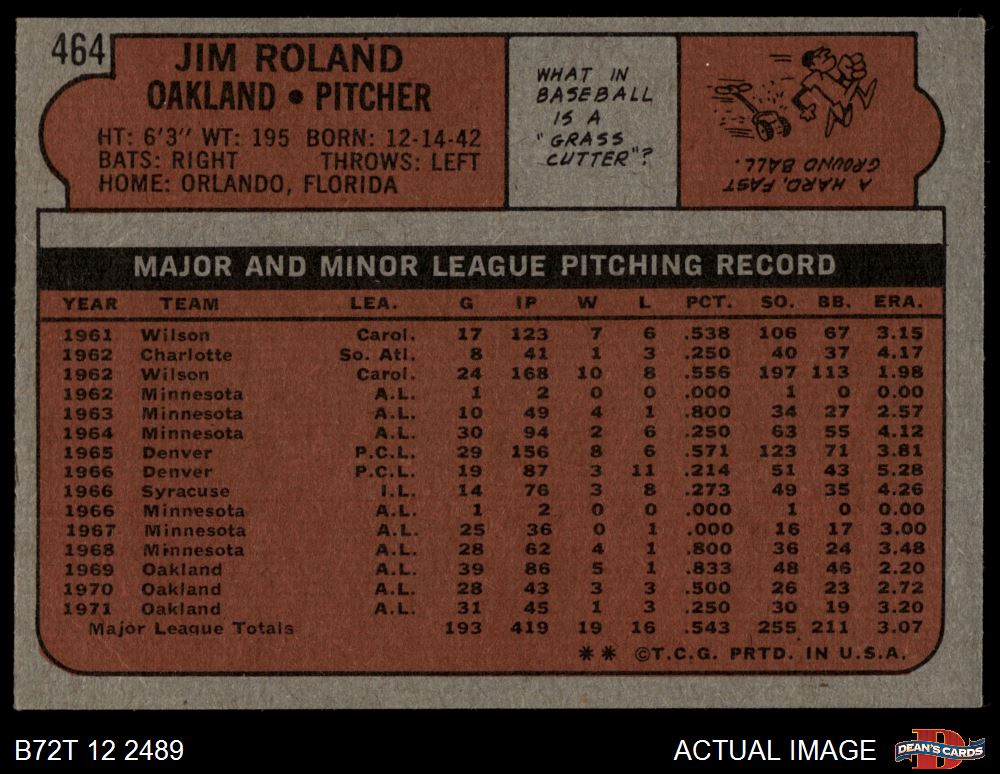 464
JIM ROLAND
OAKLAND • PITCHER
HT: 6'3" WT: 195 BORN: 12-14-42
BATS: RIGHT THROWS: LEFT
HOME: ORLANDO, FLORIDA
WHAT IN
BASEBALL
IS A
"GRASS
CUTTER"?
A HARD, FAST
GROUND BALL.
MAJOR AND MINOR LEAGUE PITCHING RECORD
YEAR TEAM LEA. G IP W L PCT. SO. BB. ERA.
1961 Wilson Carol. 17 123 7 6 .538 106 67 3.15
1962 Charlotte So. Atl. 8 41 1 3 .250 40 37 4.17
1962 Wilson Carol. 24 168 10 8 .556 197 113 1.98
1962 Minnesota A.L. 1 2 0 0 .000 1 0 0.00
1963 Minnesota A.L. 10 49 4 1 .800 34 27 2.57
1964 Minnesota A.L. 30 94 2 6 .250 63 55 4.12
1965 Denver P.C.L. 29 156 8 6 .571 123 71 3.81
1966 Denver P.C.L. 19 87 3 11 .214 51 43 5.28
1966 Syracuse I.L. 14 76 3 8 .273 49 35 4.26
1966 Minnesota A.L. 1 2 0 0 .000 1 0 0.00
1967 Minnesota A.L. 25 36 0 1 .000 16 17 3.00
1968 Minnesota A.L. 28 62 4 1 .800 36 24 3.48
1969 Oakland A.L. 39 86 5 1 .833 48 46 2.20
1970 Oakland A.L. 28 43 3 3 .500 26 23 2.72
1971 Oakland A.L. 31 45 1 3 .250 30 19 3.20
Major League Totals 193 419 19 16 .543 255 211 3.07
** ©T.C.G. PRTD. IN U.S.A.
B72T 12 2489
ACTUAL IMAGE
D
DEAN'S CARDS